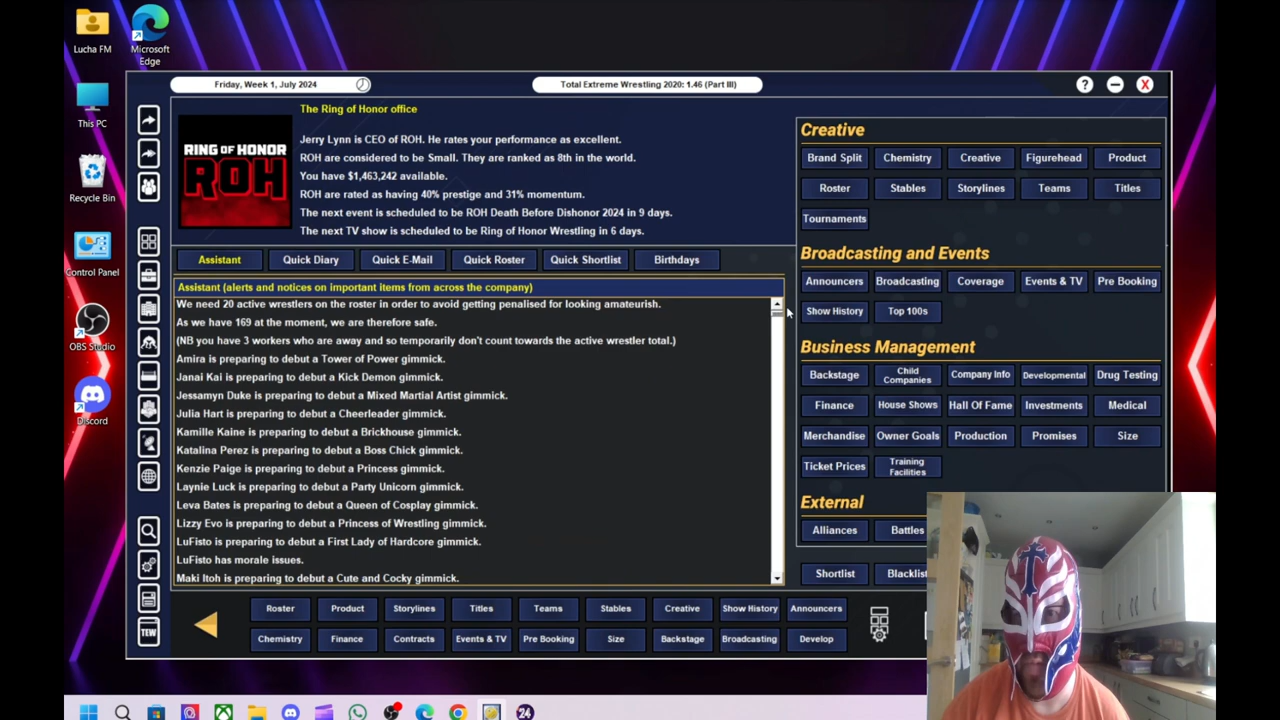 Lucha FM
Microsoft
Edge
This PC
Recycle Bin
Control Panel
OBS Studio
Discord
Friday, Week 1, July 2024
Total Extreme Wrestling 2020: 1.46 (Part III)
?
X
RING OF HONOR
ROH
The Ring of Honor office
Jerry Lynn is CEO of ROH. He rates your performance as excellent.
ROH are considered to be Small. They are ranked as 8th in the world.
You have $1,463,242 available.
ROH are rated as having 40% prestige and 31% momentum.
The next event is scheduled to be ROH Death Before Dishonor 2024 in 9 days.
The next TV show is scheduled to be Ring of Honor Wrestling in 6 days.
Assistant Quick Diary Quick E-Mail Quick Roster Quick Shortlist Birthdays
Assistant (alerts and notices on important items from across the company)
We need 20 active wrestlers on the roster in order to avoid getting penalised for looking amateurish.
As we have 169 at the moment, we are therefore safe.
(NB you have 3 workers who are away and so temporarily don't count towards the active wrestler total.)
Amira is preparing to debut a Tower of Power gimmick.
Janai Kai is preparing to debut a Kick Demon gimmick.
Jessamyn Duke is preparing to debut a Mixed Martial Artist gimmick.
Julia Hart is preparing to debut a Cheerleader gimmick.
Kamille Kaine is preparing to debut a Brickhouse gimmick.
Katalina Perez is preparing to debut a Boss Chick gimmick.
Kenzie Paige is preparing to debut a Princess gimmick.
Laynie Luck is preparing to debut a Party Unicorn gimmick.
Leva Bates is preparing to debut a Queen of Cosplay gimmick.
Lizzy Evo is preparing to debut a Princess of Wrestling gimmick.
LuFisto is preparing to debut a First Lady of Hardcore gimmick.
LuFisto has morale issues.
Maki Itoh is preparing to debut a Cute and Cocky gimmick.
Creative
Brand Split Chemistry Creative Figurehead Product
Roster Stables Storylines Teams Titles
Tournaments
Broadcasting and Events
Announcers Broadcasting Coverage Events & TV Pre Booking
Show History Top 100s
Business Management
Backstage Child Companies Company Info Developmental Drug Testing
Finance House Shows Hall Of Fame Investments Medical
Merchandise Owner Goals Production Promises Size
Ticket Prices Training Facilities
External
Alliances Battles
Shortlist Blacklist
Roster Product Storylines Titles Teams Stables Creative Show History Announcers
Chemistry Finance Contracts Events & TV Pre Booking Size Backstage Broadcasting Develop
TEW
24